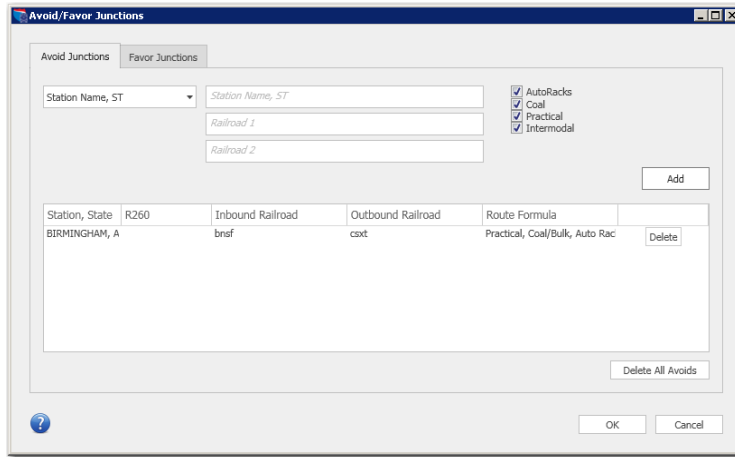 Avoid/Favor Junctions
Avoid Junctions
Favor Junctions
Station Name, ST
Station Name, ST
AutoRacks
Coal
Railroad 1
Practical
Intermodal
Railroad 2
Add
Station, State R260 Inbound Railroad Outbound Railroad Route Formula
BIRMINGHAM, A bnsf csxt Practical, Coal/Bulk, Auto Rac Delete
Delete All Avoids
?
OK Cancel